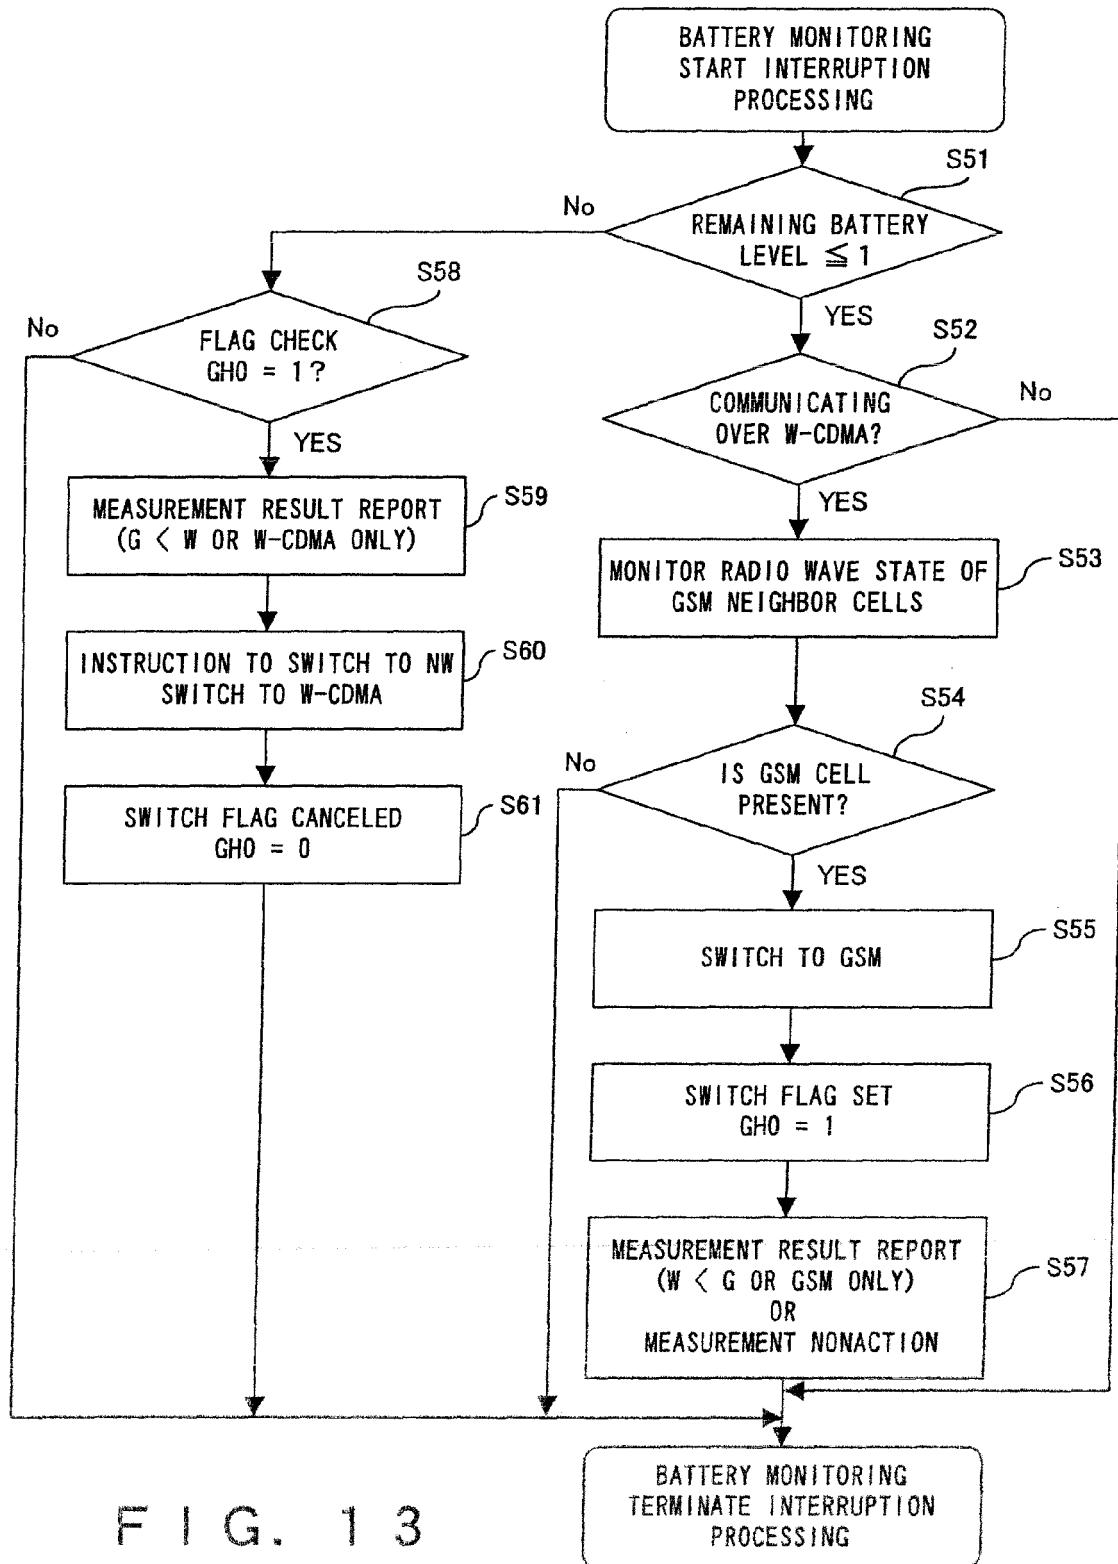 BATTERY MONITORING
START INTERRUPTION
PROCESSING
S51
No
REMAINING BATTERY
LEVEL ≦ 1
YES
S58
No
FLAG CHECK
GHO = 1?
YES
S52
COMMUNICATING
OVER W-CDMA?
No
YES
MEASUREMENT RESULT REPORT
(G < W OR W-CDMA ONLY)
S59
MONITOR RADIO WAVE STATE OF
GSM NEIGHBOR CELLS
S53
INSTRUCTION TO SWITCH TO NW
SWITCH TO W-CDMA
S60
S54
No
IS GSM CELL
PRESENT?
YES
SWITCH FLAG CANCELED
GHO = 0
S61
SWITCH TO GSM
S55
SWITCH FLAG SET
GHO = 1
S56
MEASUREMENT RESULT REPORT
(W < G OR GSM ONLY)
OR
MEASUREMENT NONACTION
S57
BATTERY MONITORING
TERMINATE INTERRUPTION
PROCESSING
FIG. 13